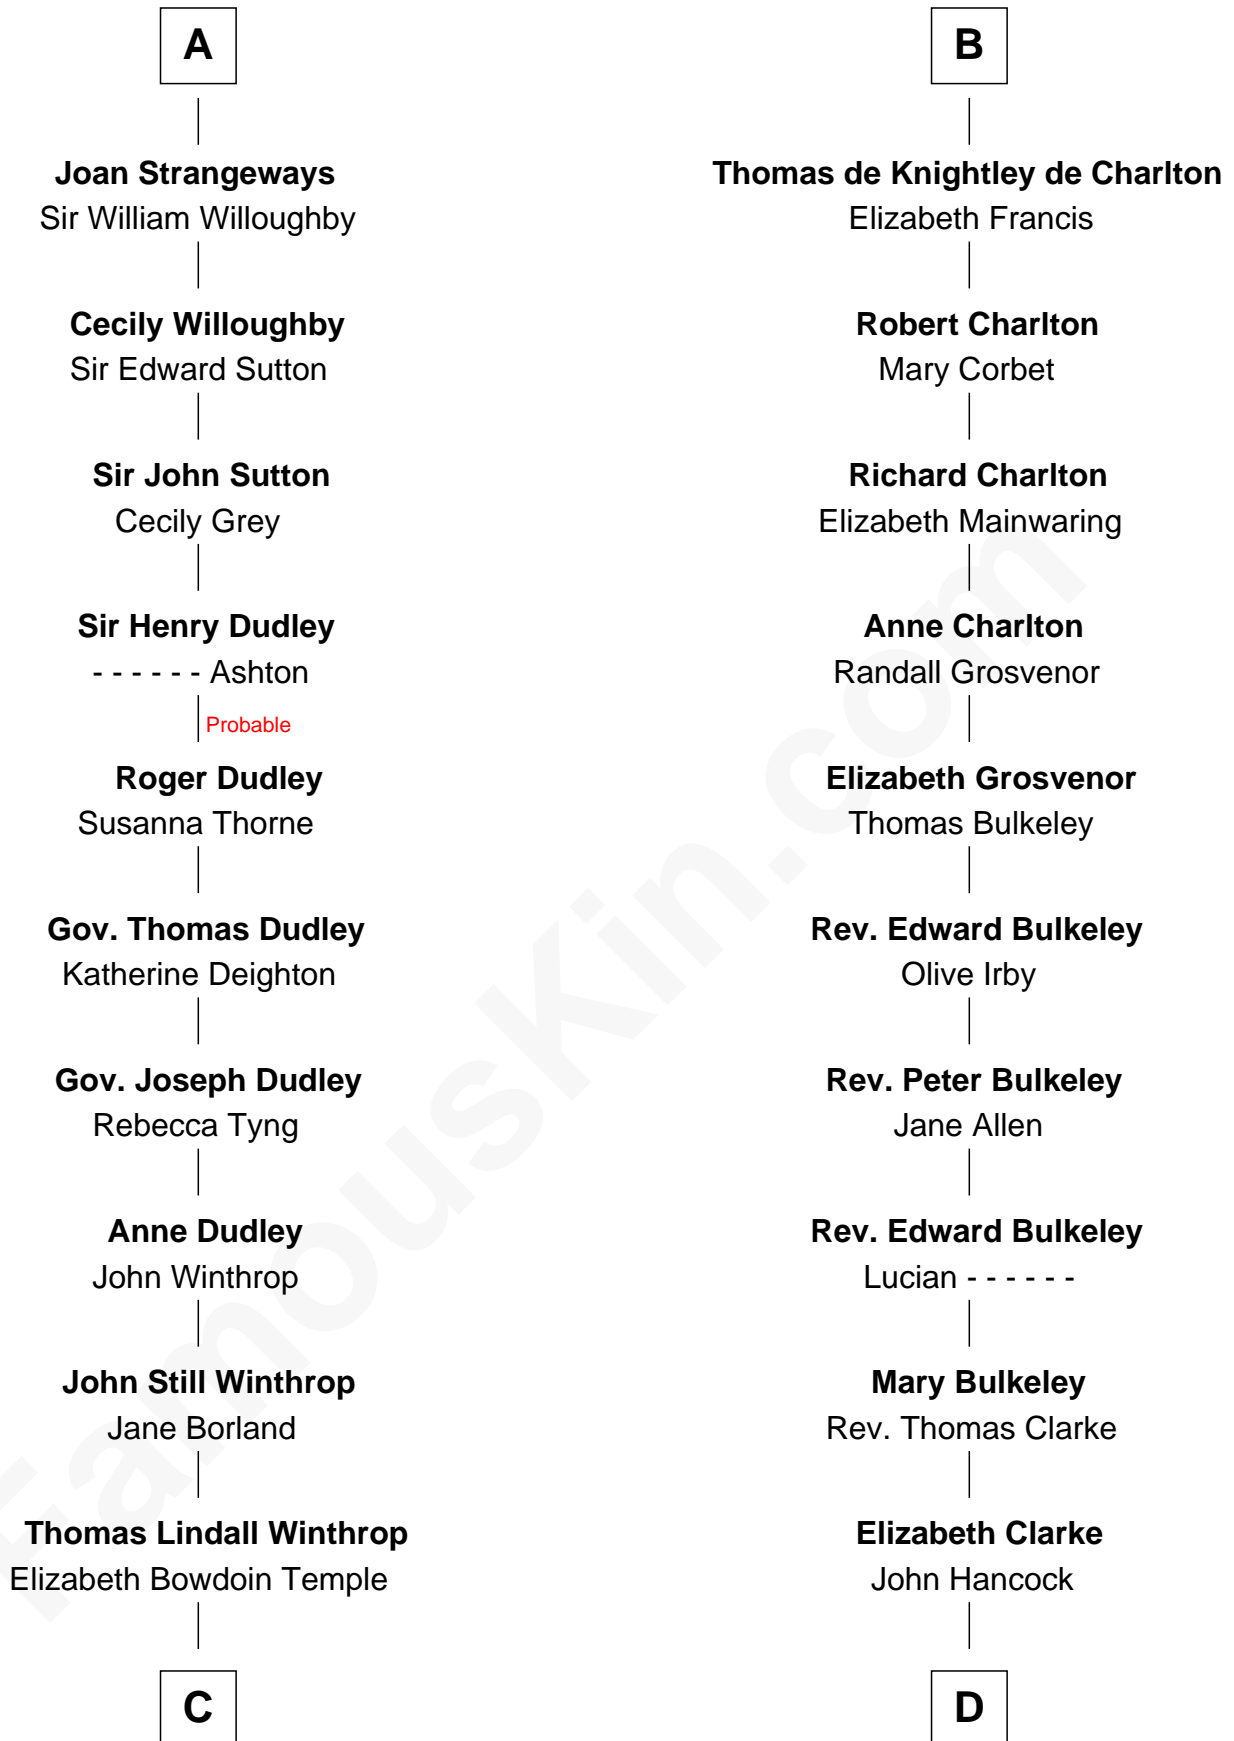 A
Joan Strangeways
Sir William Willoughby
Cecily Willoughby
Sir Edward Sutton
Sir John Sutton
Cecily Grey
Sir Henry Dudley
- - - - - - Ashton
Probable
Roger Dudley
Susanna Thorne
Gov. Thomas Dudley
Katherine Deighton
Gov. Joseph Dudley
Rebecca Tyng
Anne Dudley
John Winthrop
John Still Winthrop
Jane Borland
Thomas Lindall Winthrop
Elizabeth Bowdoin Temple
C
B
Thomas de Knightley de Charlton
Elizabeth Francis
Robert Charlton
Mary Corbet
Richard Charlton
Elizabeth Mainwaring
Anne Charlton
Randall Grosvenor
Elizabeth Grosvenor
Thomas Bulkeley
Rev. Edward Bulkeley
Olive Irby
Rev. Peter Bulkeley
Jane Allen
Rev. Edward Bulkeley
Lucian - - - - - -
Mary Bulkeley
Rev. Thomas Clarke
Elizabeth Clarke
John Hancock
D
FamousKin.com